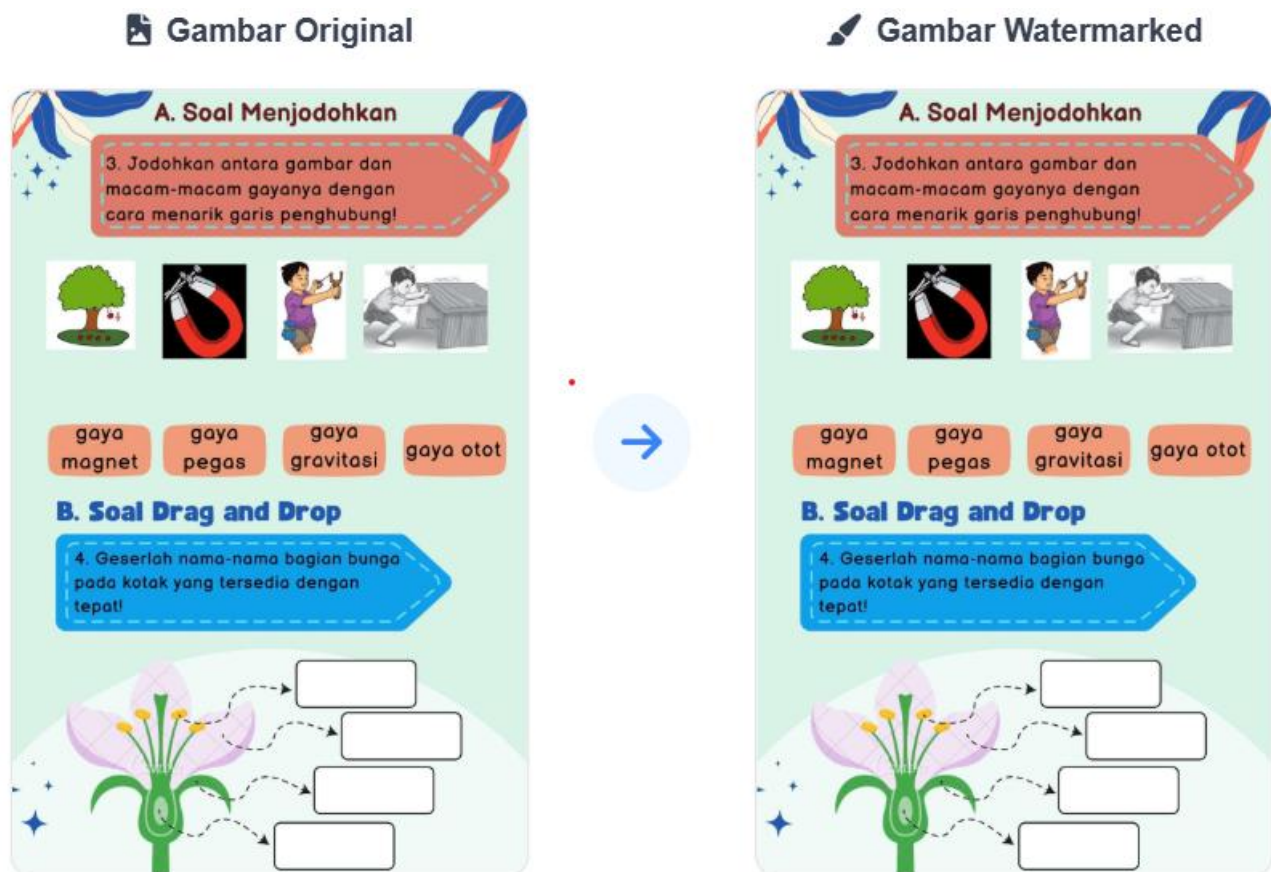 Gambar Original
A. Soal Menjodohkan
3. Jodohkan antara gambar dan
macam-macam gayanya dengan
cara menarik garis penghubung!
gaya
magnet
gaya
pegas
gaya
gravitasi
gaya otot
B. Soal Drag and Drop
4. Geserlah nama-nama bagian bunga
pada kotak yang tersedia dengan
tepat!
Gambar Watermarked
A. Soal Menjodohkan
3. Jodohkan antara gambar dan
macam-macam gayanya dengan
cara menarik garis penghubung!
gaya
magnet
gaya
pegas
gaya
gravitasi
gaya otot
B. Soal Drag and Drop
4. Geserlah nama-nama bagian bunga
pada kotak yang tersedia dengan
tepat!